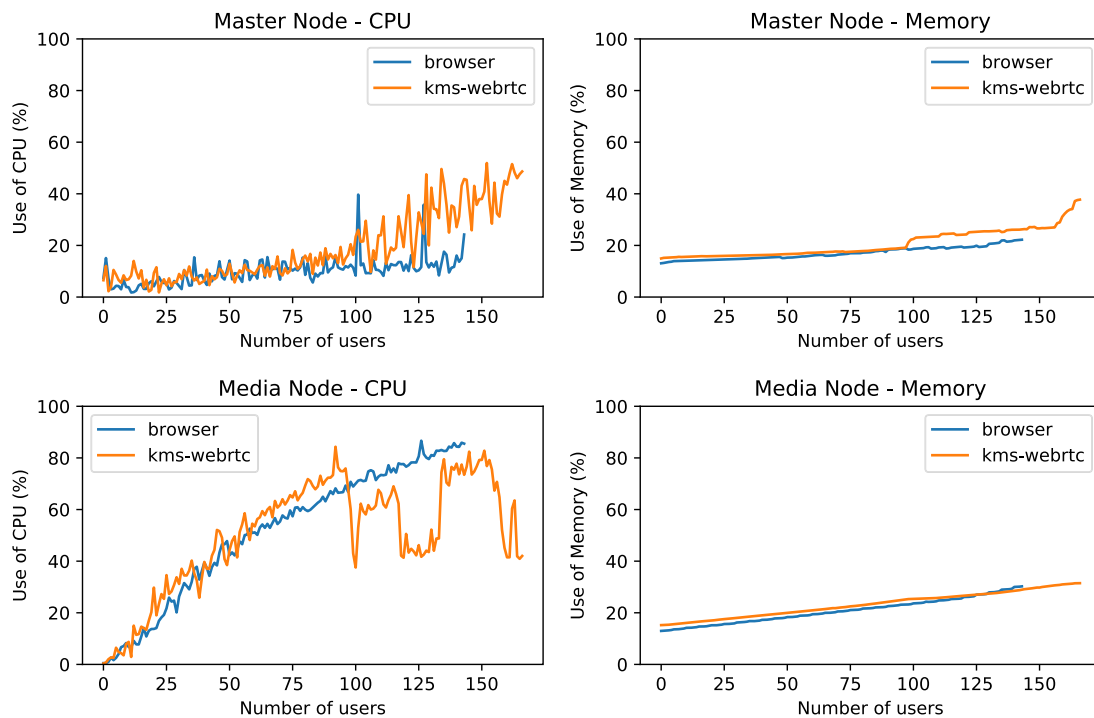 Master Node - CPU
100
80
60
40
20
0
Use of CPU (%)
browser
kms-webrtc
0 25 50 75 100 125 150
Number of users
Master Node - Memory
100
80
60
40
20
0
Use of Memory (%)
browser
kms-webrtc
0 25 50 75 100 125 150
Number of users
Media Node - CPU
100
80
60
40
20
0
Use of CPU (%)
browser
kms-webrtc
0 25 50 75 100 125 150
Number of users
Media Node - Memory
100
80
60
40
20
0
Use of Memory (%)
browser
kms-webrtc
0 25 50 75 100 125 150
Number of users